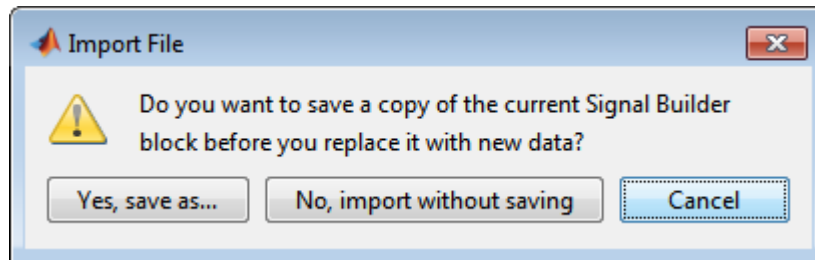 Import File
Do you want to save a copy of the current Signal Builder
block before you replace it with new data?
Yes, save as... No, import without saving Cancel